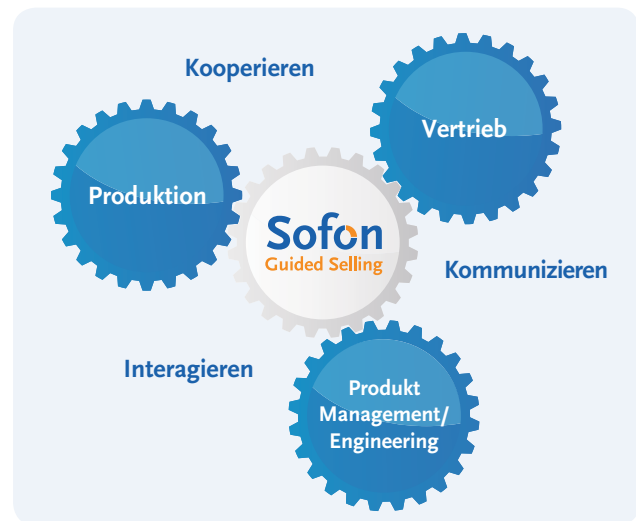 Kooperieren
Vertrieb
Produktion
Sofon
Guided Selling
Kommunizieren
Interagieren
Produkt
Management/
Engineering